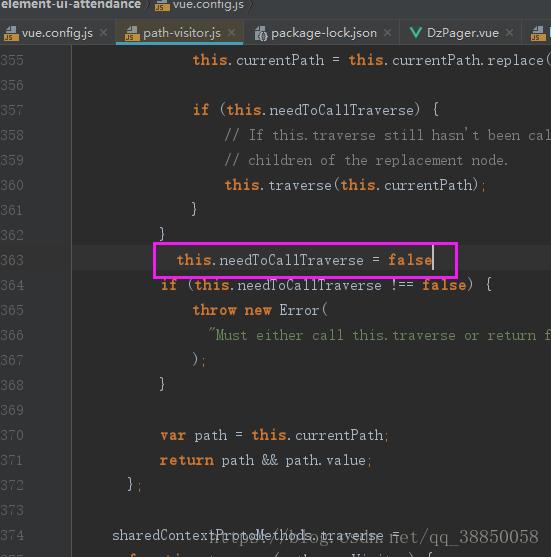 element-ui-attendance vue.config.js
vue.config.js × path-visitor.js × package-lock.json × DzPager.vue ×
355 this.currentPath = this.currentPath.replace(
356
357 if (this.needToCallTraverse) {
358 // If this.traverse still hasn't been cal
359 // children of the replacement node.
360 this.traverse(this.currentPath);
361 }
362 }
363 this.needToCallTraverse = false
364 if (this.needToCallTraverse !== false) {
365 throw new Error(
366 "Must either call this.traverse or return f
367 );
368 }
369
370 var path = this.currentPath;
371 return path && path.value;
372 };
373
374 sharedContextProtoMethods.traverse =
https://blog.csdn.net/qq_38850058